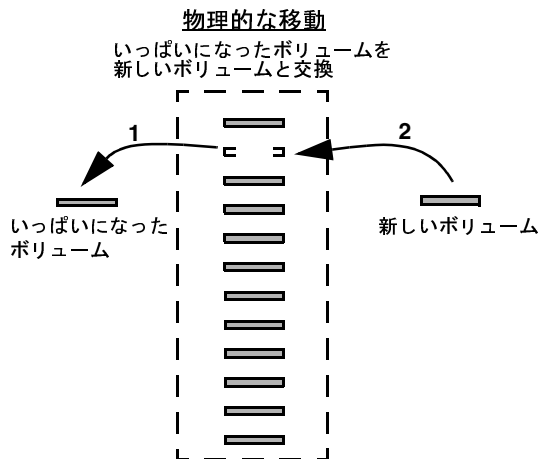 物理的な移動
いっぱいになったボリュームを
新しいボリュームと交換
1
2
いっぱいになった
ボリューム
新しいボリューム